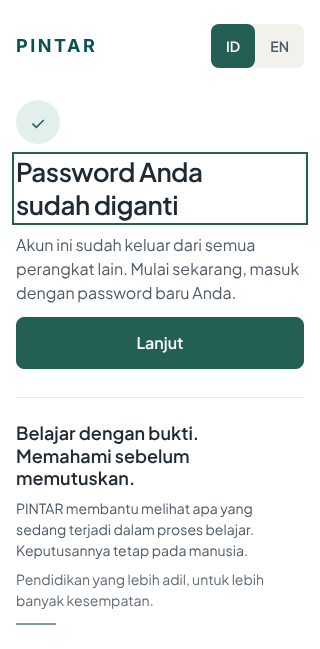 PINTAR
ID EN
Password Anda
sudah diganti
Akun ini sudah keluar dari semua
perangkat lain. Mulai sekarang, masuk
dengan password baru Anda.
Lanjut
Belajar dengan bukti.
Memahami sebelum
memutuskan.
PINTAR membantu melihat apa yang
sedang terjadi dalam proses belajar.
Keputusannya tetap pada manusia.
Pendidikan yang lebih adil, untuk lebih
banyak kesempatan.